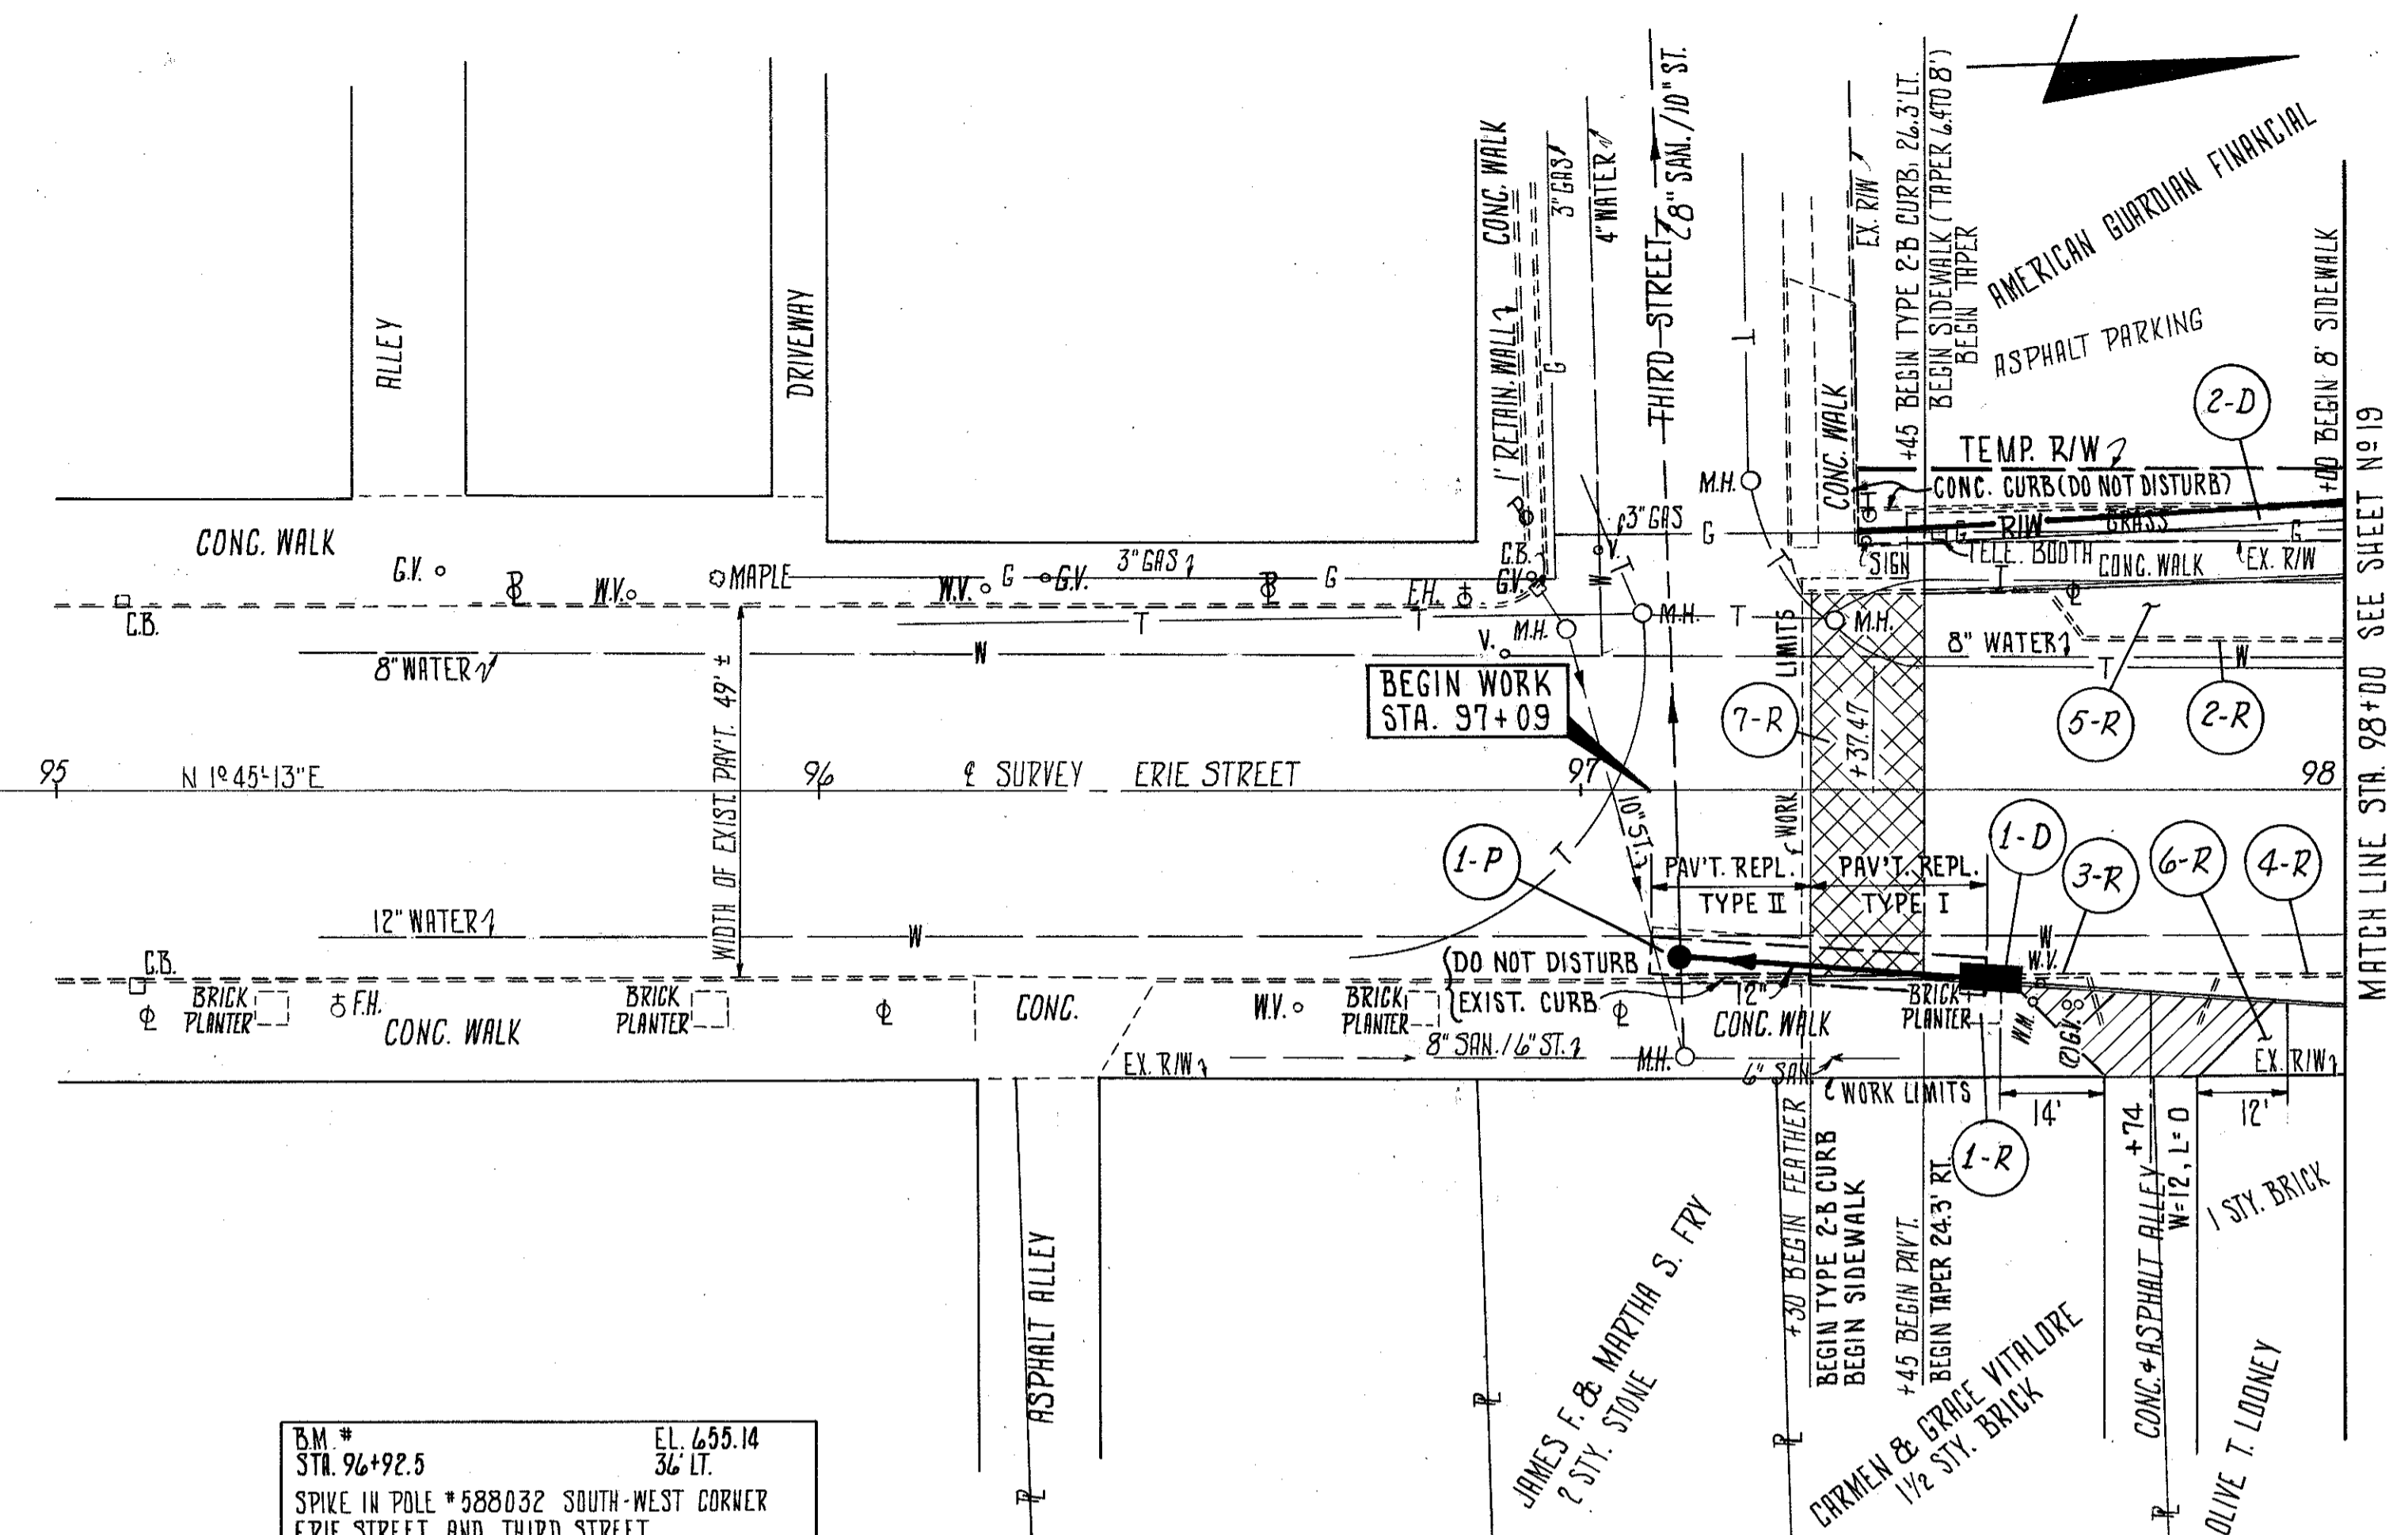 ALLEY
DRIVEWAY
CONC. WALK
1' RETAIN. WALL
3" GAS
4" WATER
THIRD STREET
8" SAN./10" ST.
T
G
EX. R/W
CONC. WALK
+45 BEGIN TYPE 2-B CURB, 26.3' LT.
BEGIN SIDEWALK (TAPER 6.4 TO 8')
BEGIN TAPER
AMERICAN GUARDIAN FINANCIAL
ASPHALT PARKING
+00 BEGIN 8' SIDEWALK
2-D
MATCH LINE STA. 98+00 SEE SHEET Nº 19
TEMP. R/W
CONC. CURB (DO NOT DISTURB)
R/W
GRASS
G
G
SIGN
TELE. BOOTH
CONC. WALK
EX. R/W
M.H.
3" GAS
G
V.
T
T
W
CONC. WALK
G.V.
W.V.
MAPLE
W.V.
G
G.V.
3" GAS
G
F.H.
C.B.
G.V.
C.B.
T
T
M.H.
M.H.
T
M.H.
T
8" WATER
W
V.
8" WATER
W
T
LIMITS
BEGIN WORK
STA. 97+09
7-R
+37.47
5-R
2-R
WIDTH OF EXIST. PAV'T. 49' ±
95
N 1º 45'-13" E
96
℄ SURVEY
ERIE STREET
97
98
10" ST.
WORK
1-P
T
PAV'T. REPL.
TYPE II
PAV'T. REPL.
TYPE I
1-D
3-R
6-R
4-R
12" WATER
W
W
W.V.
C.B.
BRICK
PLANTER
F.H.
CONC. WALK
BRICK
PLANTER
CONC.
W.V.
BRICK
PLANTER
DO NOT DISTURB
EXIST. CURB
12"
CONC. WALK
BRICK
PLANTER
W.M.
(2) G.V.
EX. R/W
8" SAN./6" ST.
M.H.
6" SAN.
WORK LIMITS
EX. R/W
14'
12'
1-R
ASPHALT ALLEY
JAMES F. & MARTHA S. FRY
2 STY. STONE
+30 BEGIN FEATHER
BEGIN TYPE 2-B CURB
BEGIN SIDEWALK
+45 BEGIN PAV'T.
BEGIN TAPER 24.3' RT.
CARMEN & GRACE VITALORE
1½ STY. BRICK
CONC. & ASPHALT ALLEY +74
W=12, L=0
1 STY. BRICK
OLIVE T. LOONEY
B.M. # EL. 655.14
STA. 96+92.5 36' LT.
SPIKE IN POLE #588032 SOUTH-WEST CORNER
ERIE STREET AND THIRD STREET